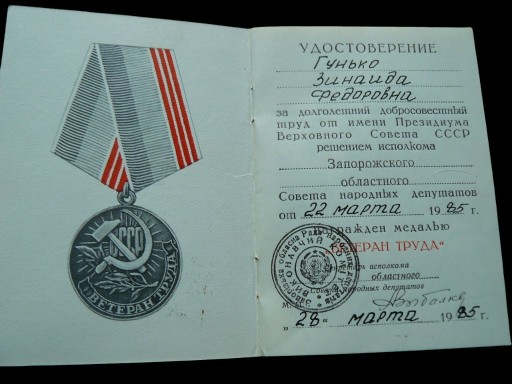 СССР
ВЕТЕРАН ТРУДА
УДОСТОВЕРЕНИЕ
Гунько
Зинаида
Федоровна
за долголетний добросовестный
труд от имени Президиума
Верховного Совета СССР
решением исполкома
Запорожского
областного
Совета народных депутатов
от 22 марта 1985 г.
награжден медалью
"ВЕТЕРАН ТРУДА"
исполкома
областного
Совета народных депутатов
М.
"28" марта 1985 г.